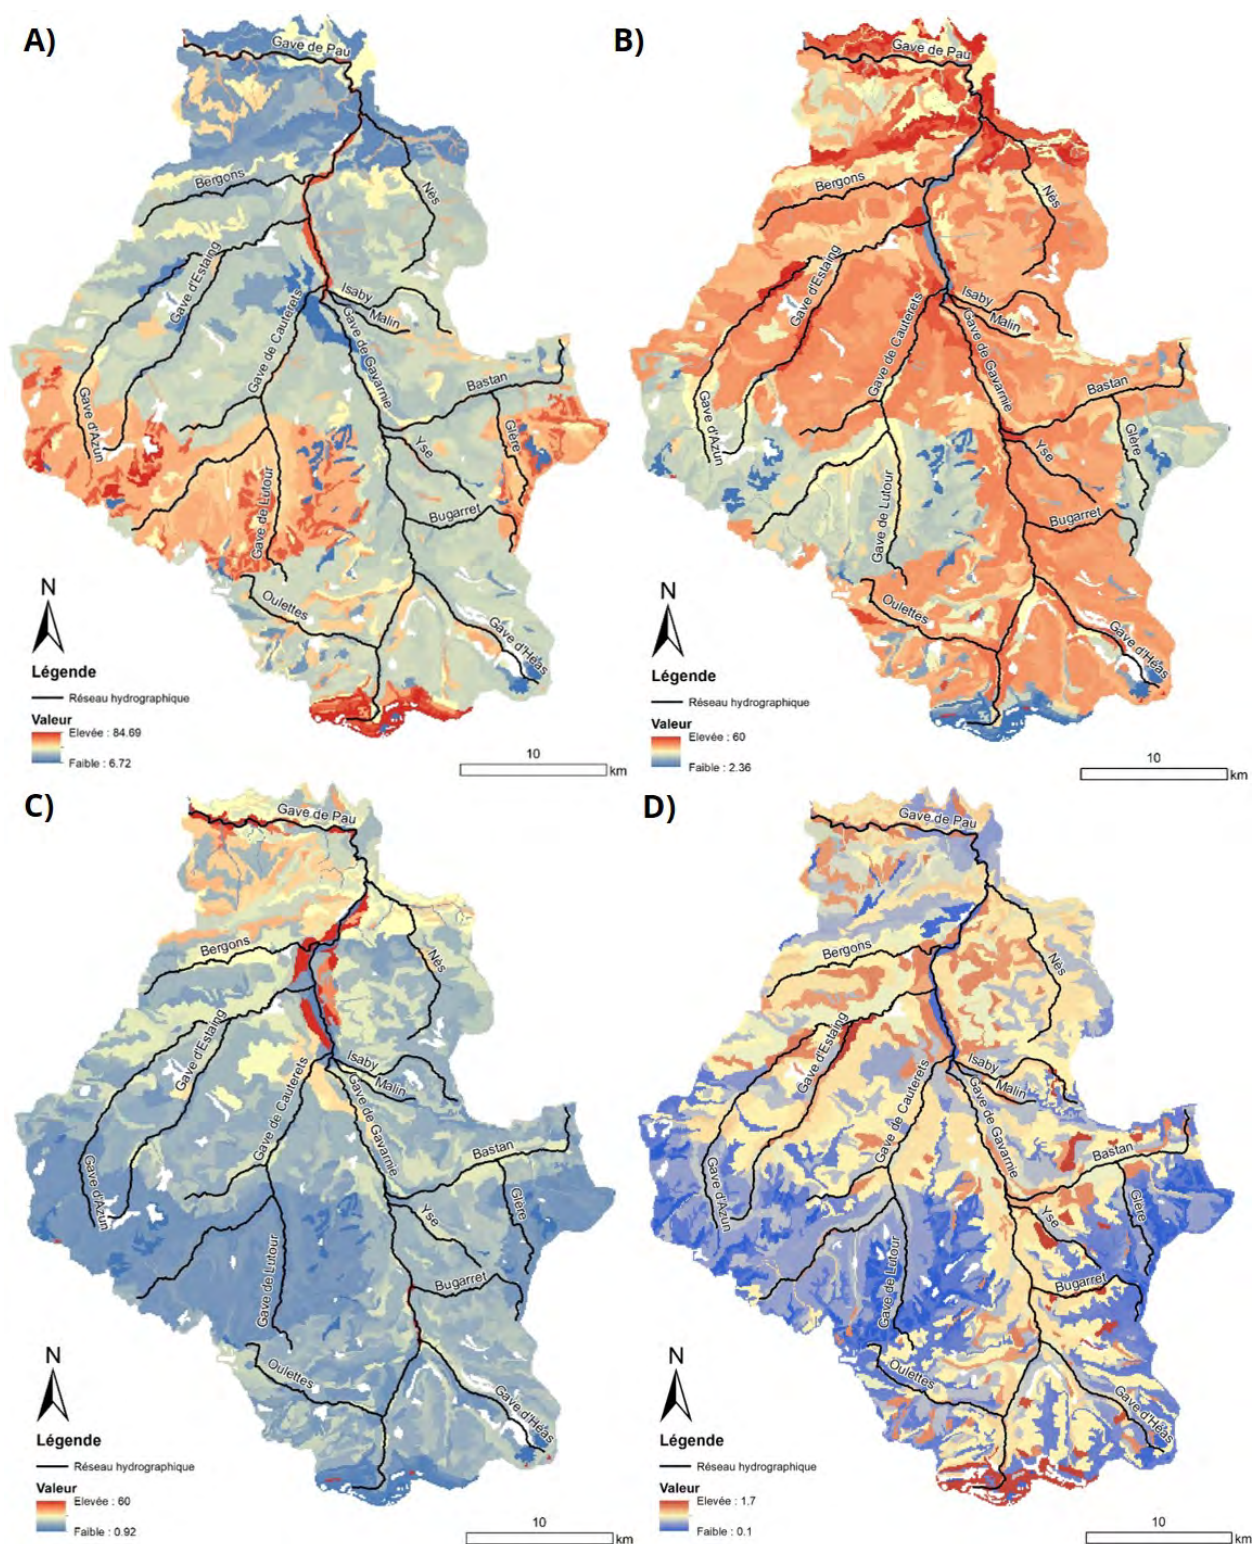 A)
Gave de Pau
Bergons
Nès
Gave d'Estaing
Isaby
Malin
Gave de Cauterets
Gave de Gavarnie
Bastan
Gave d'Azun
Yse
Glère
Gave de Lutour
Bugarret
Oulettes
Gave d'Héas
N
Légende
Réseau hydrographique
Valeur
Elevée : 84.69
Faible : 6.72
10
km
B)
Gave de Pau
Bergons
Nès
Gave d'Estaing
Isaby
Malin
Gave de Cauterets
Gave de Gavarnie
Bastan
Gave d'Azun
Yse
Glère
Gave de Lutour
Bugarret
Oulettes
Gave d'Héas
N
Légende
Réseau hydrographique
Valeur
Elevée : 60
Faible : 2.36
10
km
C)
Gave de Pau
Bergons
Nès
Gave d'Estaing
Isaby
Malin
Gave de Cauterets
Gave de Gavarnie
Bastan
Gave d'Azun
Yse
Glère
Gave de Lutour
Bugarret
Oulettes
Gave d'Héas
N
Légende
Réseau hydrographique
Valeur
Elevée : 60
Faible : 0.92
10
km
D)
Gave de Pau
Bergons
Nès
Gave d'Estaing
Isaby
Malin
Gave de Cauterets
Gave de Gavarnie
Bastan
Gave d'Azun
Yse
Glère
Gave de Lutour
Bugarret
Oulettes
Gave d'Héas
N
Légende
Réseau hydrographique
Valeur
Elevée : 1.7
Faible : 0.1
10
km